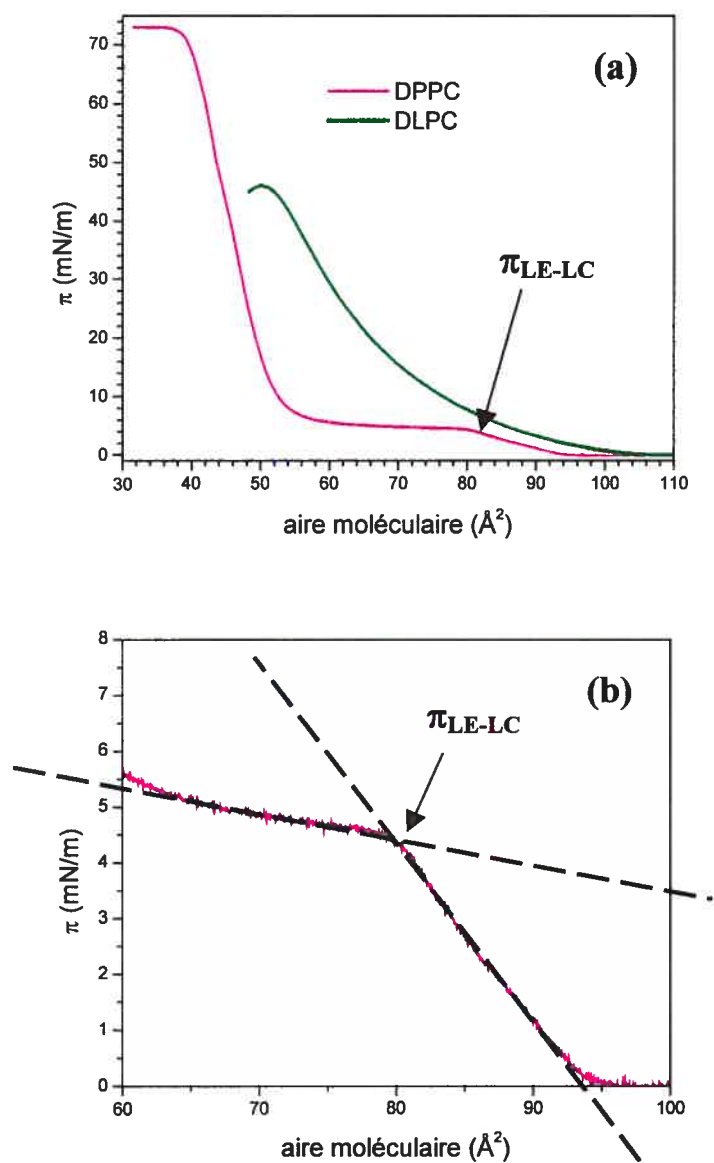 (a)
70
60
50
40
30
20
10
0
π (mN/m)
DPPC
DLPC
πLE-LC
30 40 50 60 70 80 90 100 110
aire moléculaire (Å²)
(b)
8
7
6
5
4
3
2
1
0
π (mN/m)
πLE-LC
60 70 80 90 100
aire moléculaire (Å²)